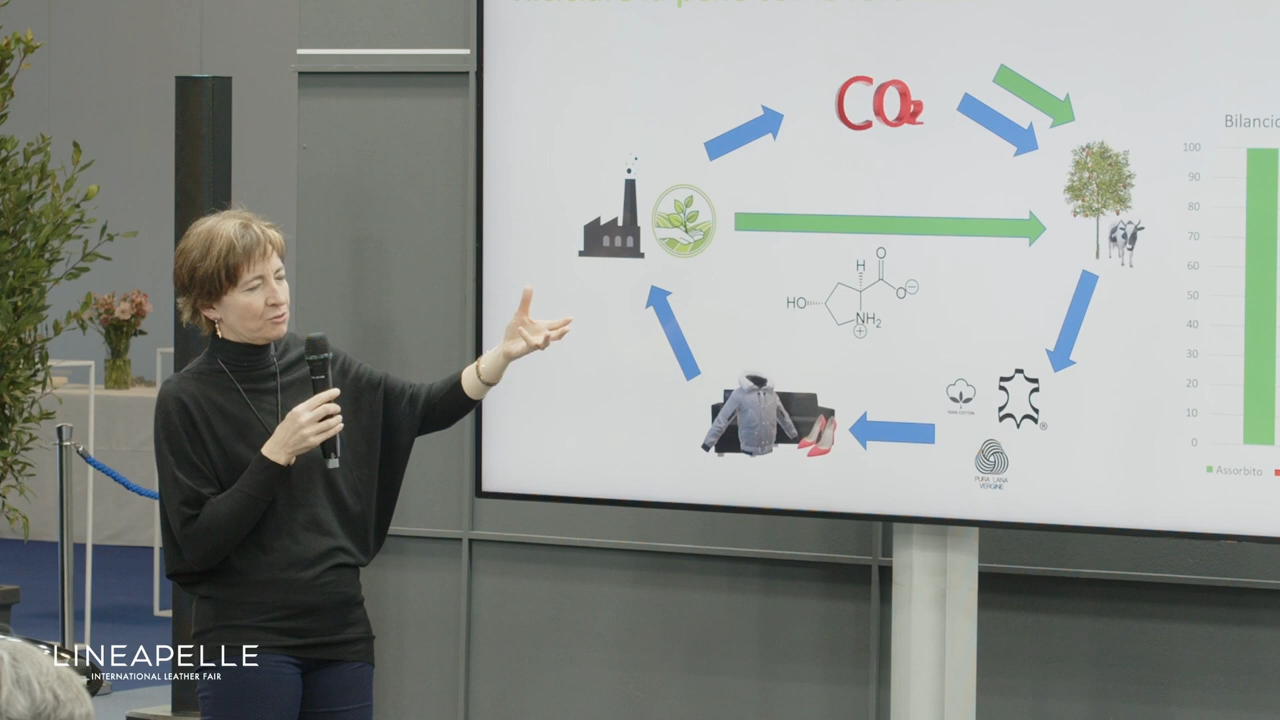 CO2
Bilancio
100
90
80
70
60
50
40
30
20
10
0
Assorbito
H
O
O
HO
NH2
PURA LANA
VERGINE
®
LINEAPELLE
INTERNATIONAL LEATHER FAIR